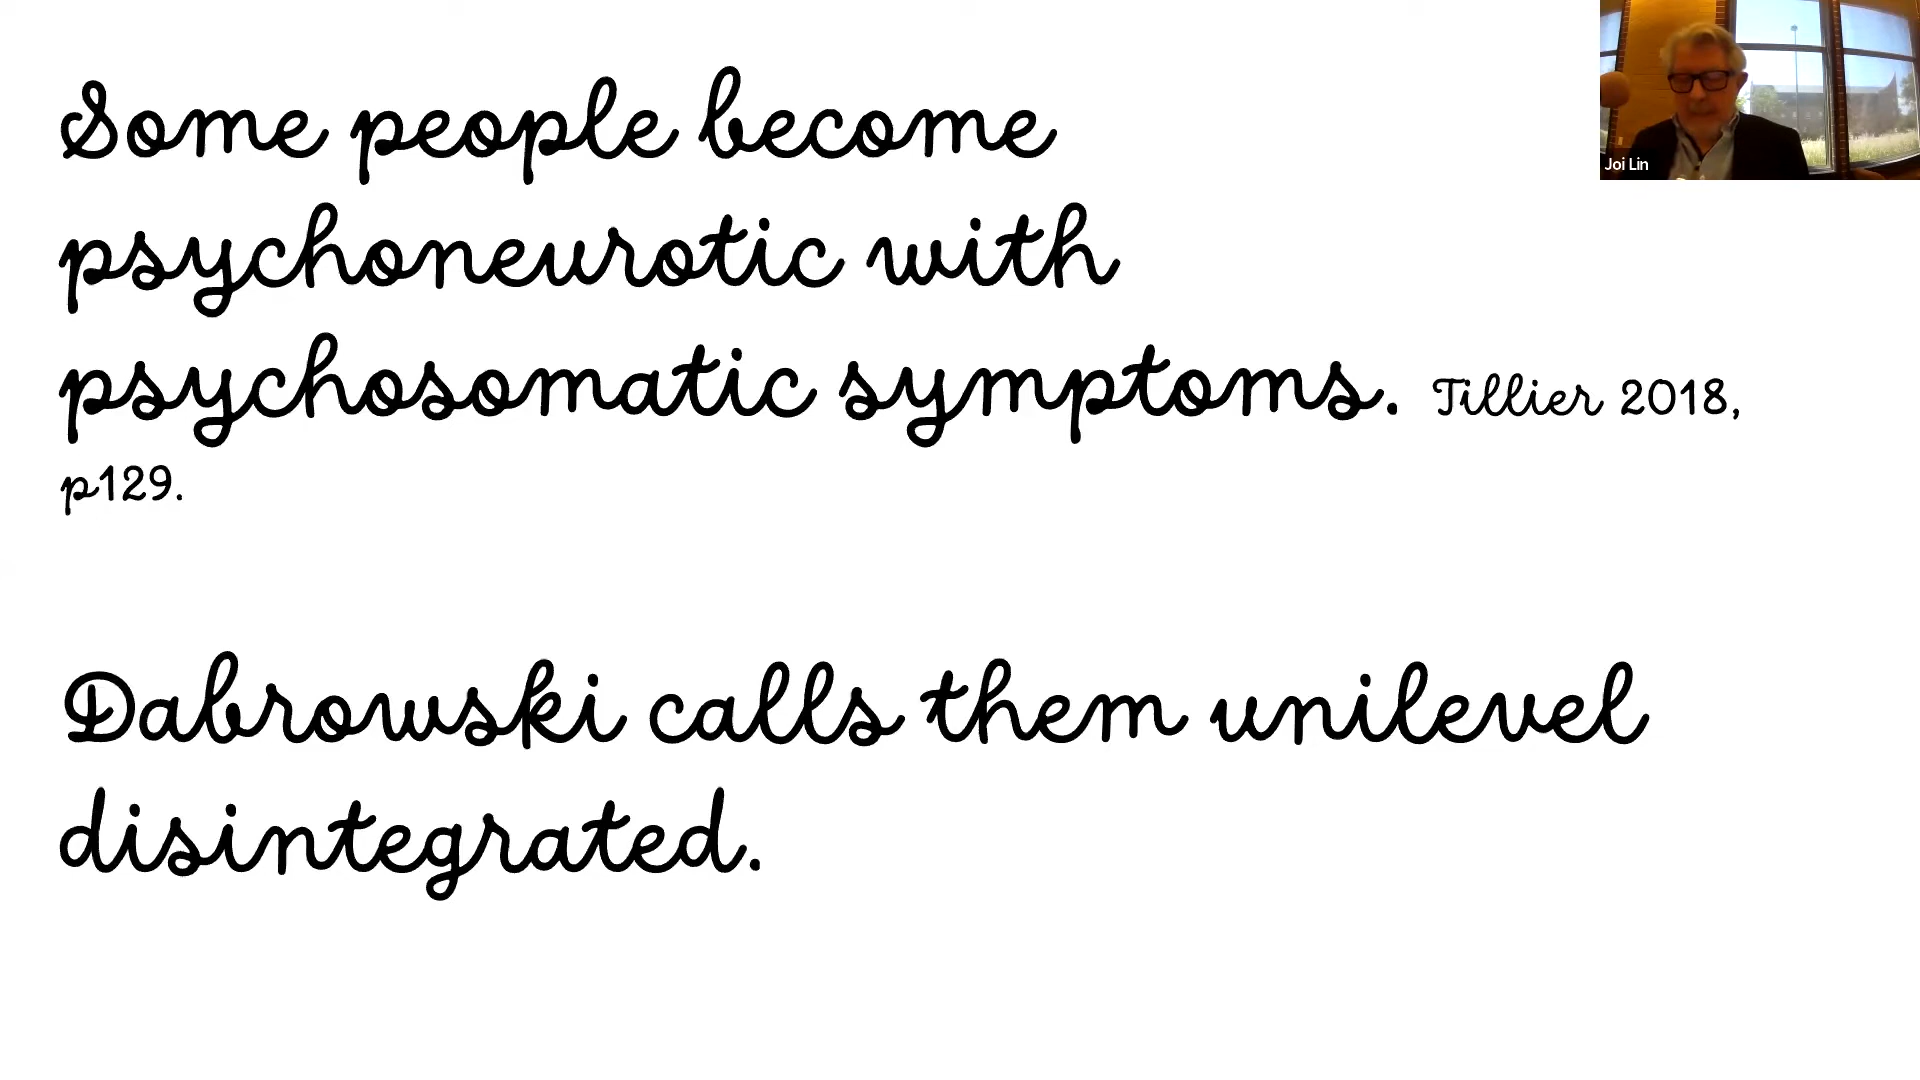 Some people become
psychoneurotic with
psychosomatic symptoms. Tillier 2018,
p129.
Dabrowski calls them unilevel
disintegrated.
Joi Lin